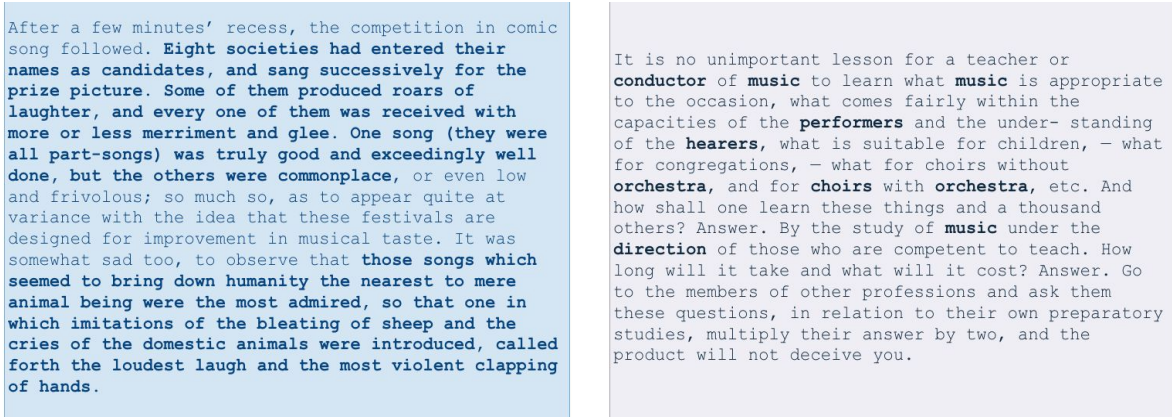 After a few minutes’ recess, the competition in comic
song followed. Eight societies had entered their
names as candidates, and sang successively for the
prize picture. Some of them produced roars of
laughter, and every one of them was received with
more or less merriment and glee. One song (they were
all part-songs) was truly good and exceedingly well
done, but the others were commonplace, or even low
and frivolous; so much so, as to appear quite at
variance with the idea that these festivals are
designed for improvement in musical taste. It was
somewhat sad too, to observe that those songs which
seemed to bring down humanity the nearest to mere
animal being were the most admired, so that one in
which imitations of the bleating of sheep and the
cries of the domestic animals were introduced, called
forth the loudest laugh and the most violent clapping
of hands.
It is no unimportant lesson for a teacher or
conductor of music to learn what music is appropriate
to the occasion, what comes fairly within the
capacities of the performers and the under- standing
of the hearers, what is suitable for children, — what
for congregations, — what for choirs without
orchestra, and for choirs with orchestra, etc. And
how shall one learn these things and a thousand
others? Answer. By the study of music under the
direction of those who are competent to teach. How
long will it take and what will it cost? Answer. Go
to the members of other professions and ask them
these questions, in relation to their own preparatory
studies, multiply their answer by two, and the
product will not deceive you.